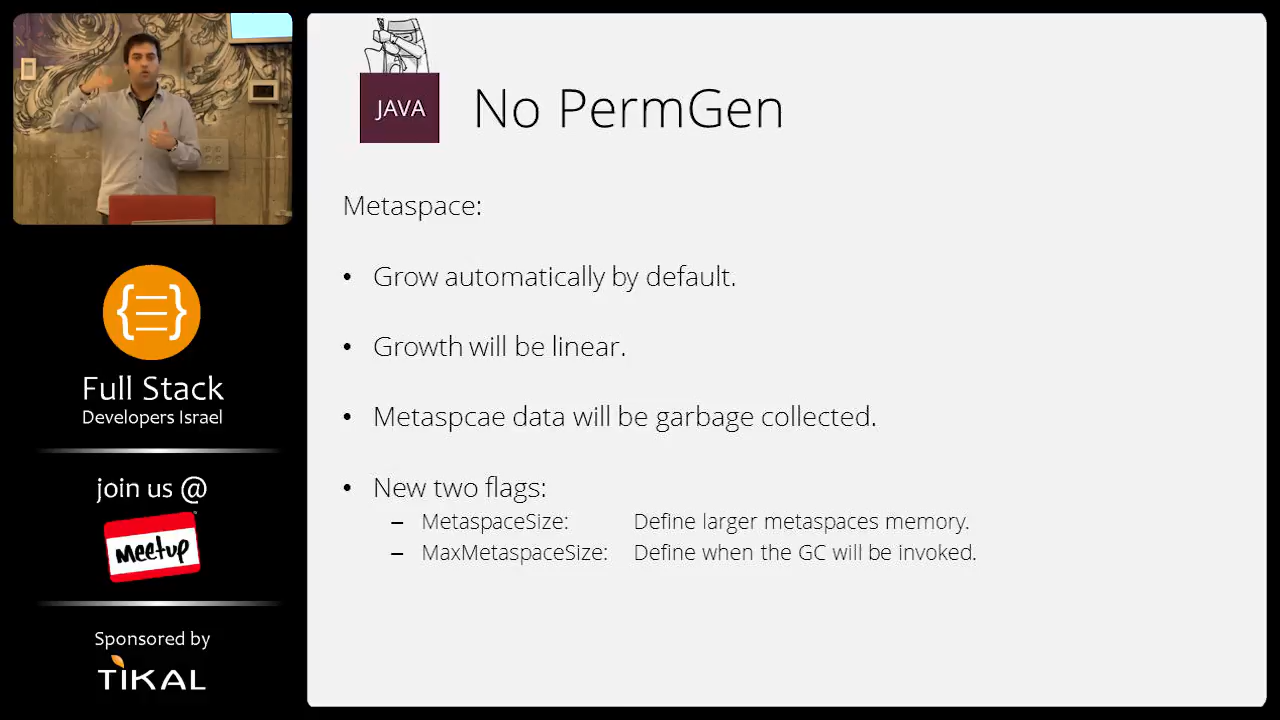 JAVA
No PermGen
Metaspace:
• Grow automatically by default.
• Growth will be linear.
• Metaspcae data will be garbage collected.
• New two flags:
– MetaspaceSize: Define larger metaspaces memory.
– MaxMetaspaceSize: Define when the GC will be invoked.
{≡}
Full Stack
Developers Israel
join us @
meetup
Sponsored by
TIKAL